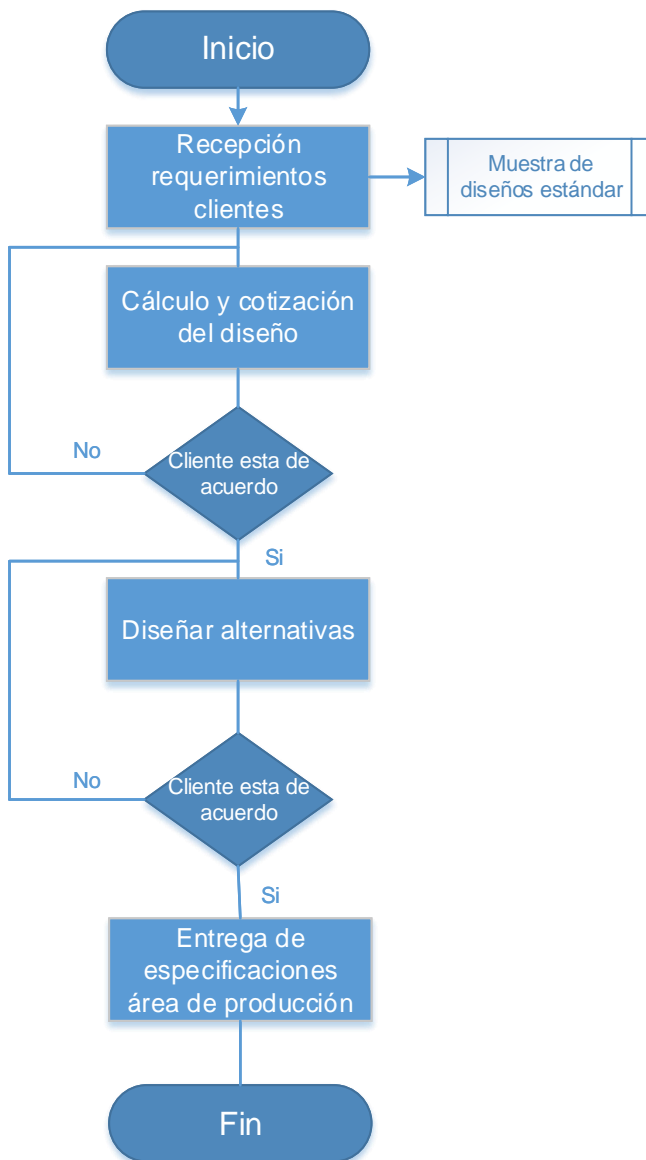 Inicio
Recepción
requerimientos
clientes
Muestra de
diseños estándar
Cálculo y cotización
del diseño
No
Cliente esta de
acuerdo
Si
Diseñar alternativas
No
Cliente esta de
acuerdo
Si
Entrega de
especificaciones
área de producción
Fin